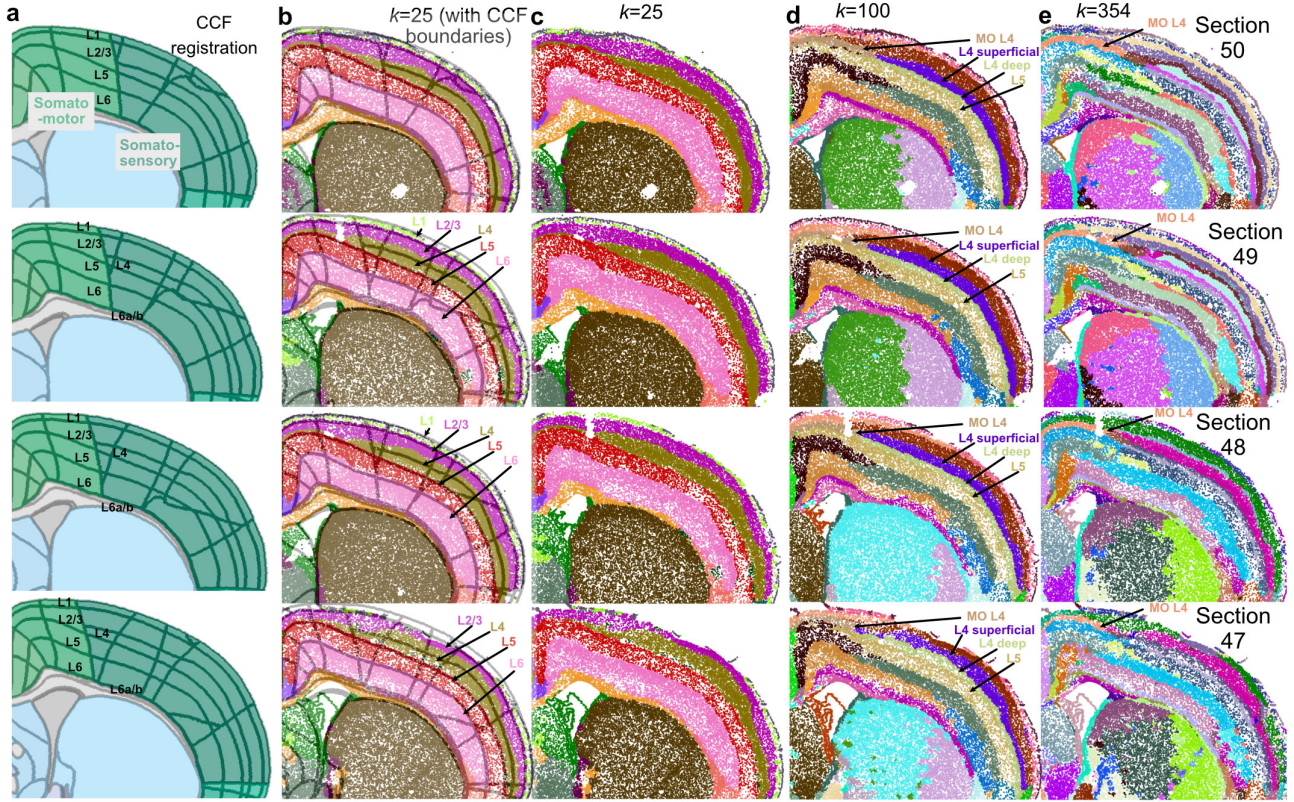 a
CCF
registration
b
k=25 (with CCF
boundaries)
c
k=25
d
k=100
e
k=354
L1
L2/3
L5
L6
Somato
-motor
Somato-
sensory
MO L4
L4 superficial
L4 deep
L5
MO L4
Section
50
L1
L2/3
L5
L4
L6
L6a/b
L1
L2/3
L4
L5
L6
MO L4
L4 superficial
L4 deep
L5
MO L4
Section
49
L1
L2/3
L4
L5
L6
L6a/b
L1
L2/3
L4
L5
L6
MO L4
L4 superficial
L4 deep
L5
MO L4
Section
48
L1
L2/3
L4
L5
L6
L6a/b
L2/3
L4
L5
L6
MO L4
L4 superficial
L4 deep
L5
MO L4
Section
47